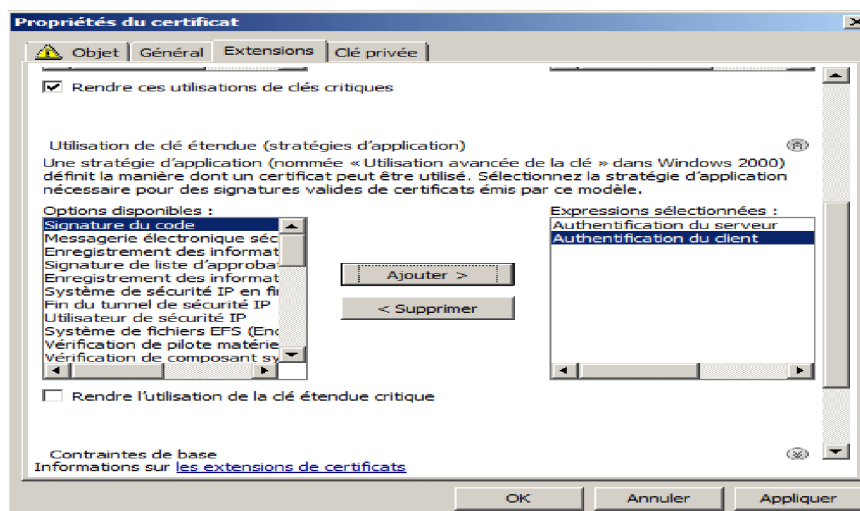 Propriétés du certificat
Objet Général Extensions Clé privée
Rendre ces utilisations de clés critiques
Utilisation de clé étendue (stratégies d'application)
Une stratégie d'application (nommée « Utilisation avancée de la clé » dans Windows 2000)
définit la manière dont un certificat peut être utilisé. Sélectionnez la stratégie d'application
nécessaire pour des signatures valides de certificats émis par ce modèle.
Options disponibles :
Signature du code
Messagerie électronique séc
Enregistrement des informat
Signature de liste d'approba
Enregistrement des informat
Système de sécurité IP en fi
Fin du tunnel de sécurité IP
Utilisateur de sécurité IP
Système de fichiers EFS (Enc
Vérification de pilote matérie
Vérification de composant sy
Ajouter >
< Supprimer
Expressions sélectionnées :
Authentification du serveur
Authentification du client
Rendre l'utilisation de la clé étendue critique
Contraintes de base
Informations sur les extensions de certificats
OK Annuler Appliquer